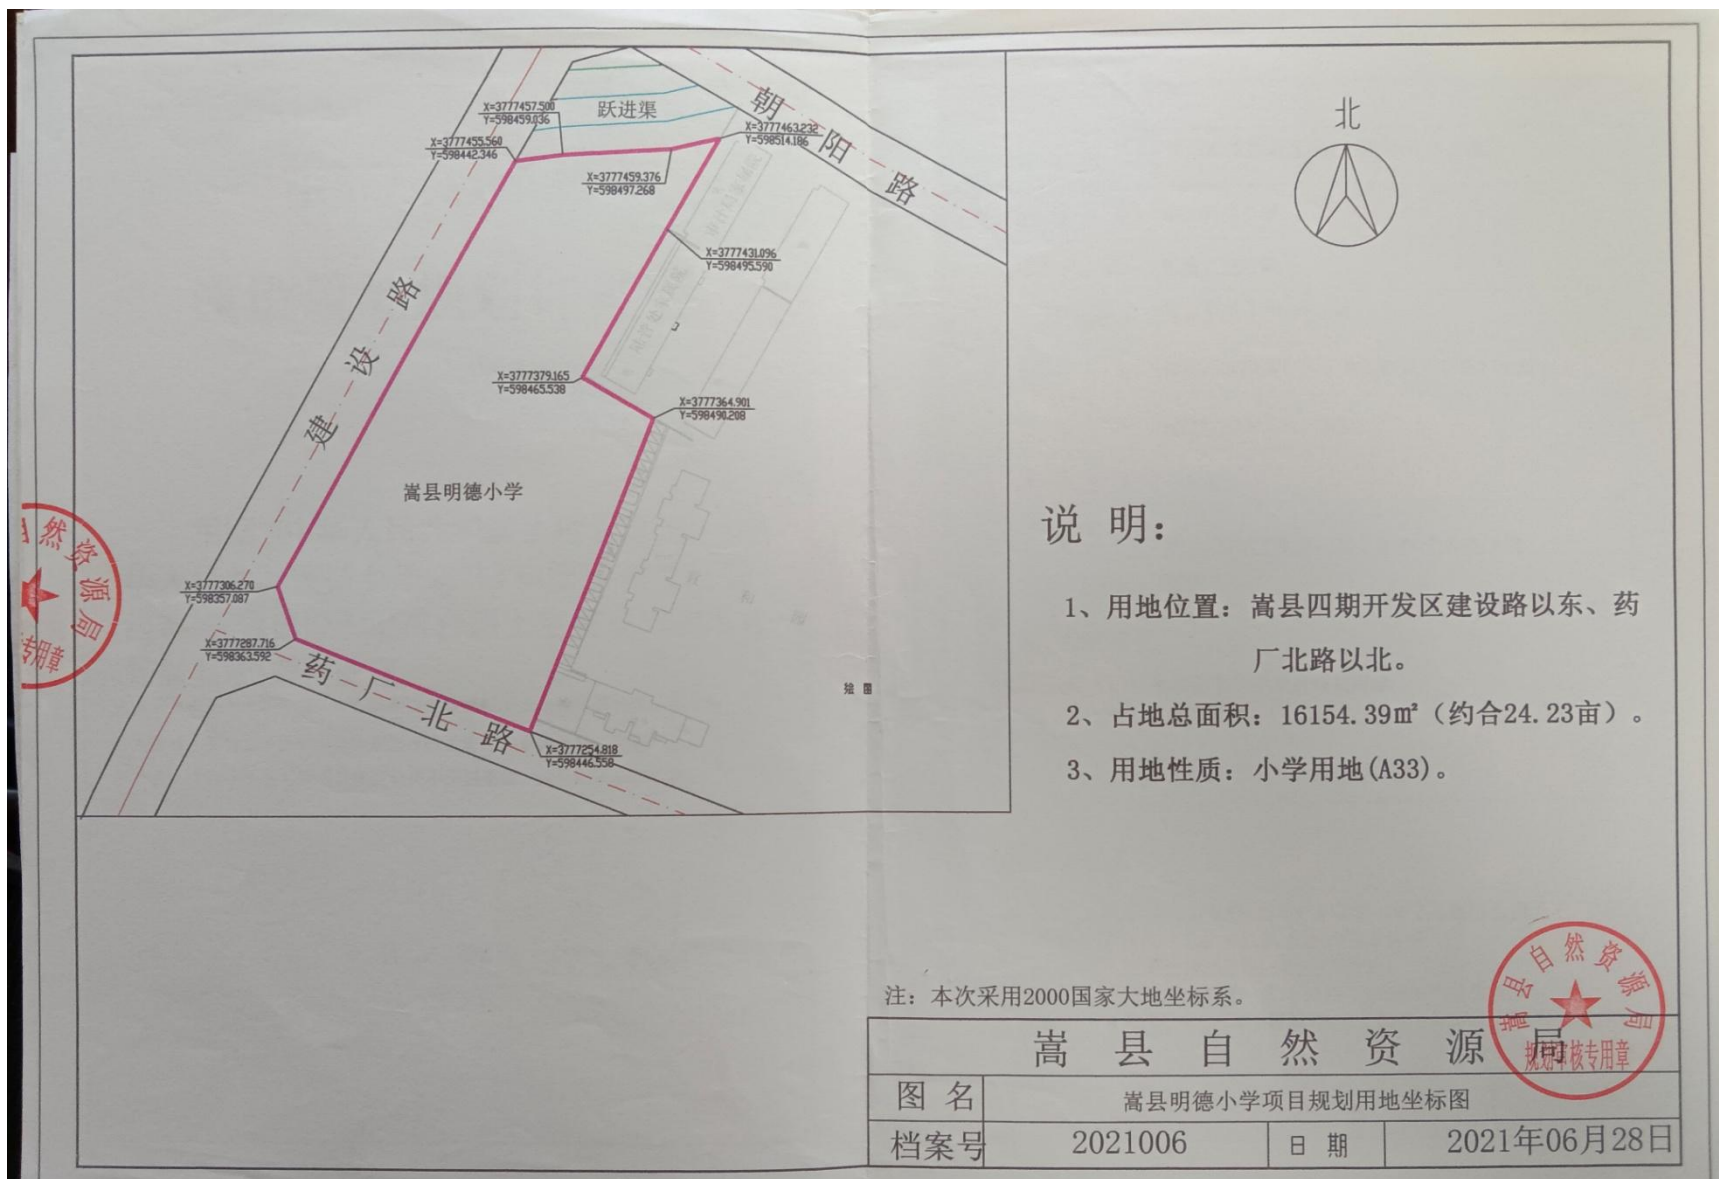 跃进渠
朝阳路
X=3777457.500
Y=598459.036
X=3777455.560
Y=598442.346
X=3777463.232
Y=598514.186
X=3777459.376
Y=598497.268
X=3777431.096
Y=598495.590
X=3777379.165
Y=598465.538
X=3777364.901
Y=598490.208
建设路
嵩县明德小学
X=3777306.270
Y=598357.087
X=3777287.716
Y=598363.592
药厂北路
X=3777254.818
Y=598446.558
北
说 明：
1、用地位置：嵩县四期开发区建设路以东、药
厂北路以北。
2、占地总面积：16154.39㎡（约合24.23亩）。
3、用地性质：小学用地(A33)。
自然资源局
专用章
注：本次采用2000国家大地坐标系。
嵩县自然资源局
嵩县自然资源局
规划审核专用章
图 名
嵩县明德小学项目规划用地坐标图
档案号
2021006
日 期
2021年06月28日